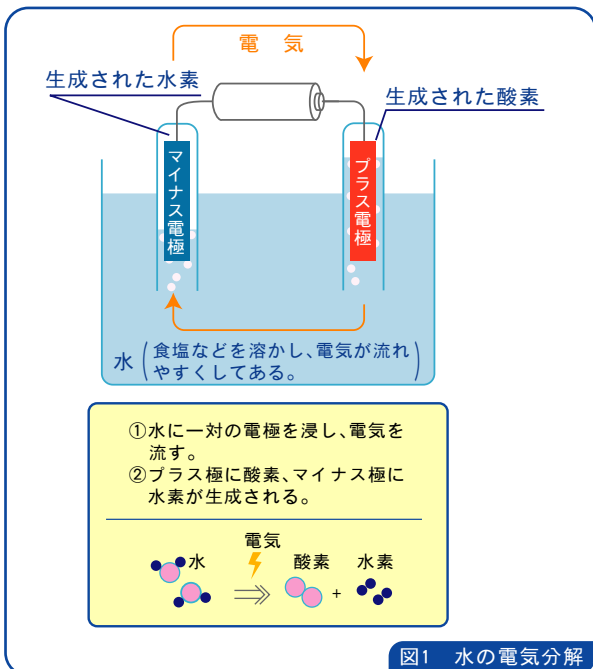 電 気
生成された水素
生成された酸素
マイナス電極
プラス電極
水(食塩などを溶かし、電気が流れ
やすくしてある。)
①水に一対の電極を浸し、電気を
流す。
②プラス極に酸素、マイナス極に
水素が生成される。
電気
水 酸素 + 水素
図1 水の電気分解